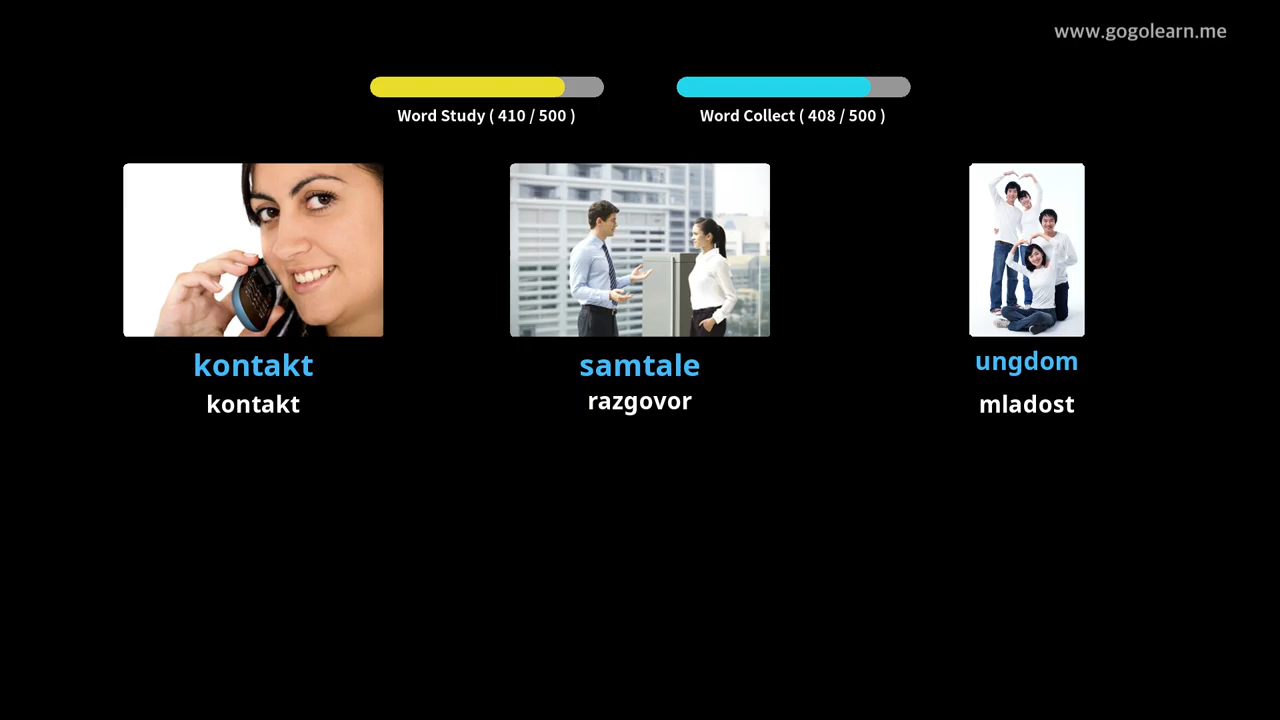 www.gogolearn.me
Word Study ( 410 / 500 )
Word Collect ( 408 / 500 )
kontakt
kontakt
samtale
razgovor
ungdom
mladost